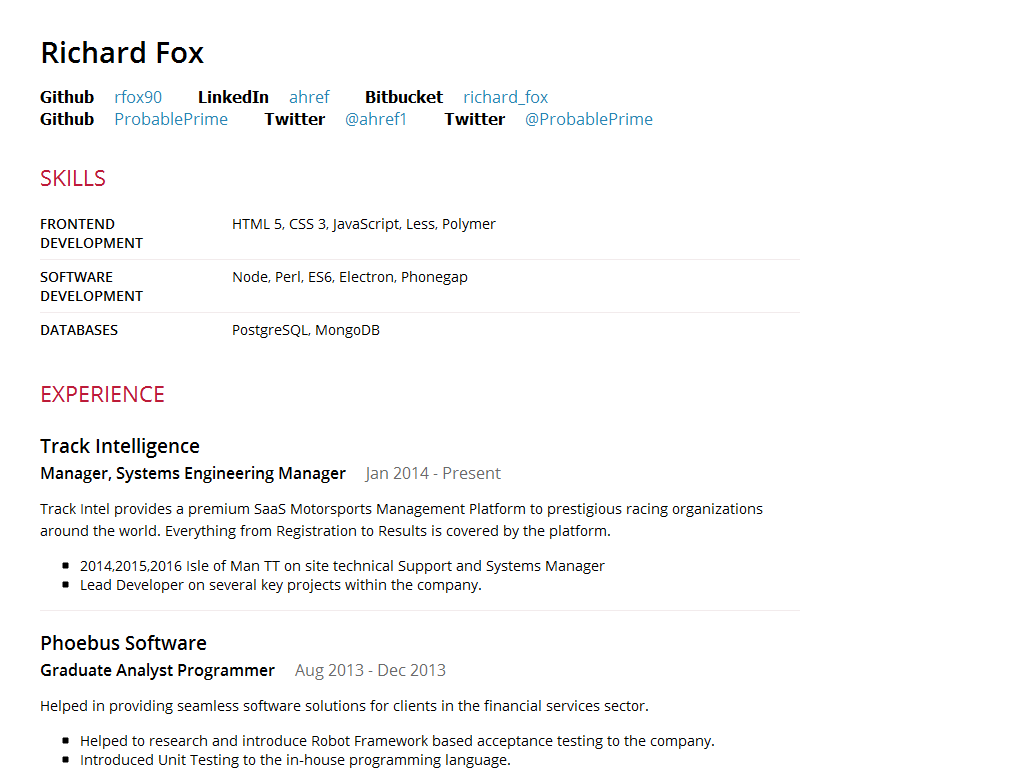 Richard Fox
Github rfox90 LinkedIn ahref Bitbucket richard_fox
Github ProbablePrime Twitter @ahref1 Twitter @ProbablePrime
SKILLS
FRONTEND DEVELOPMENT HTML 5, CSS 3, JavaScript, Less, Polymer
SOFTWARE DEVELOPMENT Node, Perl, ES6, Electron, Phonegap
DATABASES PostgreSQL, MongoDB
EXPERIENCE
Track Intelligence
Manager, Systems Engineering Manager Jan 2014 - Present
Track Intel provides a premium SaaS Motorsports Management Platform to prestigious racing organizations
around the world. Everything from Registration to Results is covered by the platform.
2014,2015,2016 Isle of Man TT on site technical Support and Systems Manager
Lead Developer on several key projects within the company.
Phoebus Software
Graduate Analyst Programmer Aug 2013 - Dec 2013
Helped in providing seamless software solutions for clients in the financial services sector.
Helped to research and introduce Robot Framework based acceptance testing to the company.
Introduced Unit Testing to the in-house programming language.